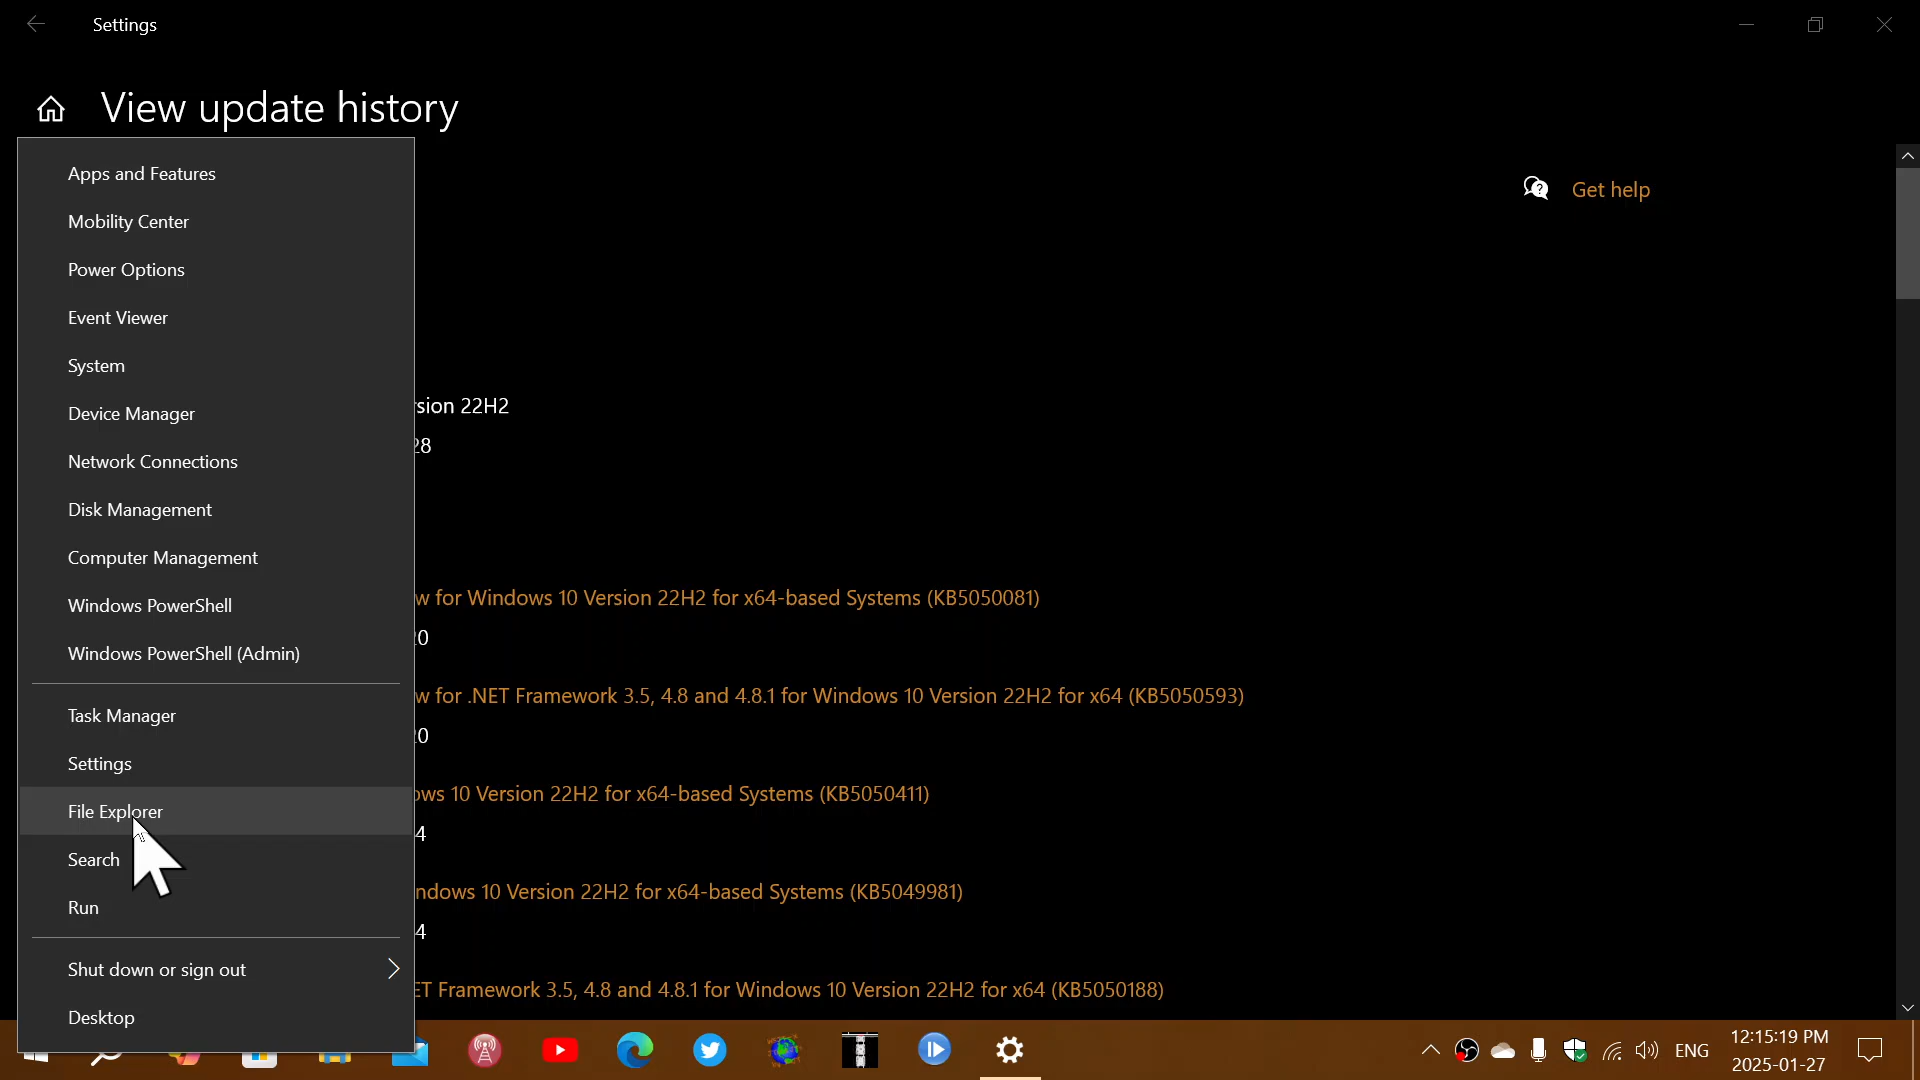 Settings
View update history
Apps and Features
Mobility Center
Power Options
Event Viewer
System
Device Manager
Network Connections
Disk Management
Computer Management
Windows PowerShell
Windows PowerShell (Admin)
Task Manager
Settings
File Explorer
Search
Run
Shut down or sign out
Desktop
Get help
sion 22H2
28
w for Windows 10 Version 22H2 for x64-based Systems (KB5050081)
20
w for .NET Framework 3.5, 4.8 and 4.8.1 for Windows 10 Version 22H2 for x64 (KB5050593)
20
ows 10 Version 22H2 for x64-based Systems (KB5050411)
4
ndows 10 Version 22H2 for x64-based Systems (KB5049981)
4
ET Framework 3.5, 4.8 and 4.8.1 for Windows 10 Version 22H2 for x64 (KB5050188)
ENG
12:15:19 PM
2025-01-27